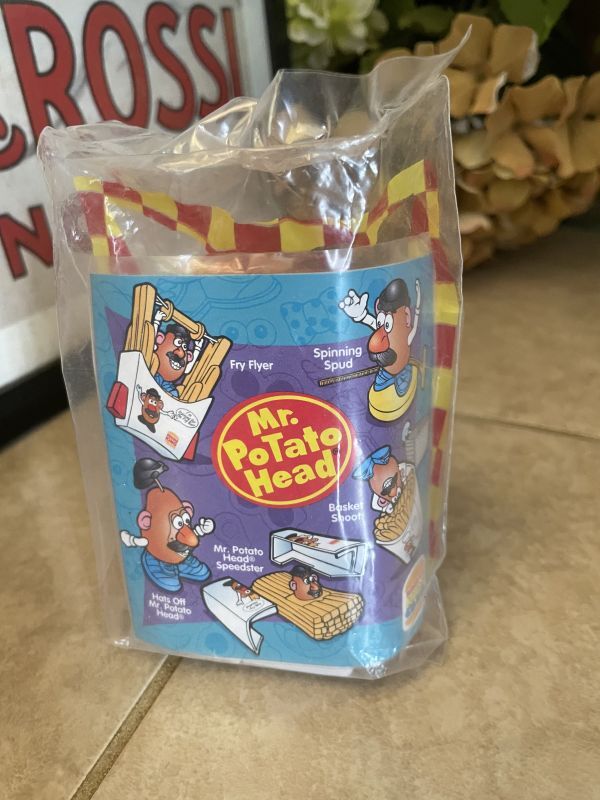 ROSSI
N
Fry Flyer
Spinning
Spud
Mr.
PoTato
Head
Basket
Shoot
Mr. Potato
Head®
Speedster
Hats Off
Mr. Potato
Head®